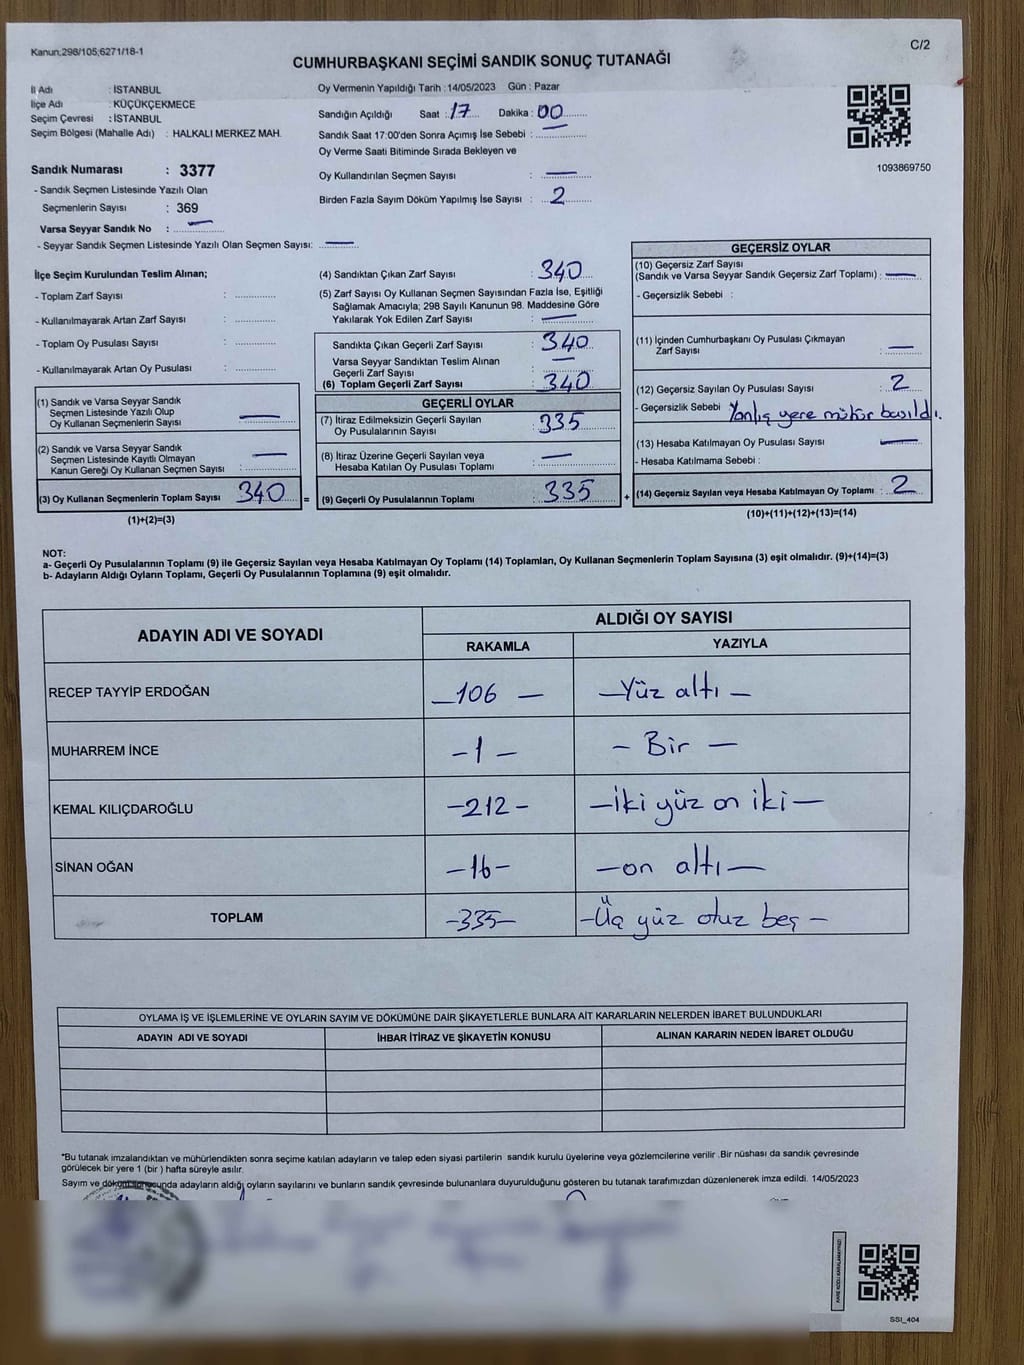 Kanun;298/105;6271/18-1
C/2
CUMHURBAŞKANI SEÇİMİ SANDIK SONUÇ TUTANAĞI
İl Adı : İSTANBUL
İlçe Adı : KÜÇÜKÇEKMECE
Seçim Çevresi : İSTANBUL
Seçim Bölgesi (Mahalle Adı) : HALKALI MERKEZ MAH.
Sandık Numarası : 3377
- Sandık Seçmen Listesinde Yazılı Olan
Seçmenlerin Sayısı : 369
Varsa Seyyar Sandık No : —
- Seyyar Sandık Seçmen Listesinde Yazılı Olan Seçmen Sayısı: —
Oy Vermenin Yapıldığı Tarih : 14/05/2023 Gün : Pazar
Sandığın Açıldığı Saat : 17 Dakika : 00
Sandık Saat 17:00'den Sonra Açımış İse Sebebi : —
Oy Verme Saati Bitiminde Sırada Bekleyen ve
Oy Kullandırılan Seçmen Sayısı : —
Birden Fazla Sayım Döküm Yapılmış İse Sayısı : 2
1093869750
İlçe Seçim Kurulundan Teslim Alınan;
- Toplam Zarf Sayısı :
- Kullanılmayarak Artan Zarf Sayısı :
- Toplam Oy Pusulası Sayısı :
- Kullanılmayarak Artan Oy Pusulası :
(1) Sandık ve Varsa Seyyar Sandık
Seçmen Listesinde Yazılı Olup
Oy Kullanan Seçmenlerin Sayısı : —
(2) Sandık ve Varsa Seyyar Sandık
Seçmen Listesinde Kayıtlı Olmayan
Kanun Gereği Oy Kullanan Seçmen Sayısı : —
(3) Oy Kullanan Seçmenlerin Toplam Sayısı 340 =
(1)+(2)=(3)
(4) Sandıktan Çıkan Zarf Sayısı : 340
(5) Zarf Sayısı Oy Kullanan Seçmen Sayısından Fazla İse, Eşitliği
Sağlamak Amacıyla; 298 Sayılı Kanunun 98. Maddesine Göre
Yakılarak Yok Edilen Zarf Sayısı : —
Sandıkta Çıkan Geçerli Zarf Sayısı : 340
Varsa Seyyar Sandıktan Teslim Alınan
Geçerli Zarf Sayısı : —
(6) Toplam Geçerli Zarf Sayısı : 340
GEÇERLİ OYLAR
(7) İtiraz Edilmeksizin Geçerli Sayılan
Oy Pusulalarının Sayısı : 335
(8) İtiraz Üzerine Geçerli Sayılan veya
Hesaba Katılan Oy Pusulası Toplamı : —
(9) Geçerli Oy Pusulalarının Toplamı : 335 +
GEÇERSİZ OYLAR
(10) Geçersiz Zarf Sayısı
(Sandık ve Varsa Seyyar Sandık Geçersiz Zarf Toplamı) : —
- Geçersizlik Sebebi :
(11) İçinden Cumhurbaşkanı Oy Pusulası Çıkmayan
Zarf Sayısı : —
(12) Geçersiz Sayılan Oy Pusulası Sayısı : 2
- Geçersizlik Sebebi Yanlış yere mühür basıldı.
(13) Hesaba Katılmayan Oy Pusulası Sayısı : —
- Hesaba Katılmama Sebebi :
(14) Geçersiz Sayılan veya Hesaba Katılmayan Oy Toplamı : 2
(10)+(11)+(12)+(13)=(14)
NOT:
a- Geçerli Oy Pusulalarının Toplamı (9) ile Geçersiz Sayılan veya Hesaba Katılmayan Oy Toplamı (14) Toplamları, Oy Kullanan Seçmenlerin Toplam Sayısına (3) eşit olmalıdır. (9)+(14)=(3)
b- Adayların Aldığı Oyların Toplamı, Geçerli Oy Pusulalarının Toplamına (9) eşit olmalıdır.
ADAYIN ADI VE SOYADI
ALDIĞI OY SAYISI
RAKAMLA YAZIYLA
RECEP TAYYİP ERDOĞAN —106— —Yüz altı—
MUHARREM İNCE —1— —Bir—
KEMAL KILIÇDAROĞLU —212— —İki yüz on iki—
SİNAN OĞAN —16— —on altı—
TOPLAM —335— —Üç yüz otuz beş—
OYLAMA İŞ VE İŞLEMLERİNE VE OYLARIN SAYIM VE DÖKÜMÜNE DAİR ŞİKAYETLERLE BUNLARA AİT KARARLARIN NELERDEN İBARET BULUNDUKLARI
ADAYIN ADI VE SOYADI İHBAR İTİRAZ VE ŞİKAYETİN KONUSU ALINAN KARARIN NEDEN İBARET OLDUĞU
*Bu tutanak imzalandıktan ve mühürlendikten sonra seçime katılan adayların ve talep eden siyasi partilerin sandık kurulu üyelerine veya gözlemcilerine verilir .Bir nüshası da sandık çevresinde
görülecek bir yere 1 (bir ) hafta süreyle asılır.
Sayım ve dökümü sonucunda adayların aldığı oyların sayılarını ve bunların sandık çevresinde bulunanlara duyurulduğunu gösteren bu tutanak tarafımızdan düzenlenerek imza edildi. 14/05/2023
KARE KODU KARALAMAYINIZ!
SSI_404